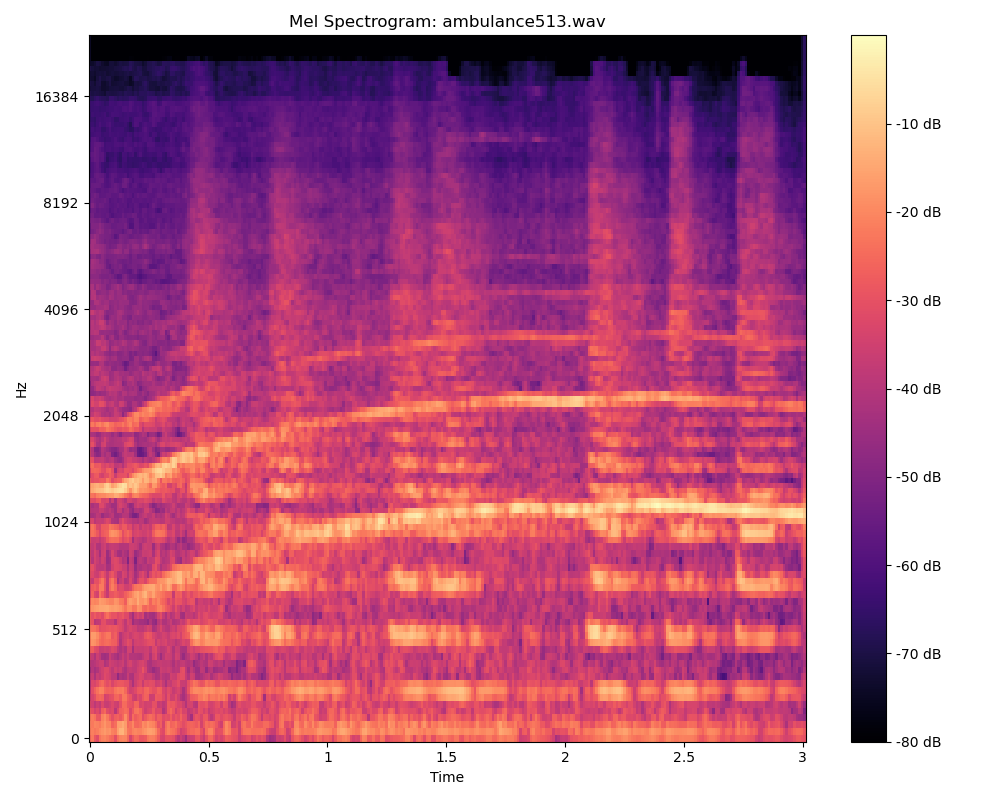 Mel Spectrogram: ambulance513.wav
Hz
16384
8192
4096
2048
1024
512
0
0
0.5
1
1.5
2
2.5
3
Time
-10 dB
-20 dB
-30 dB
-40 dB
-50 dB
-60 dB
-70 dB
-80 dB